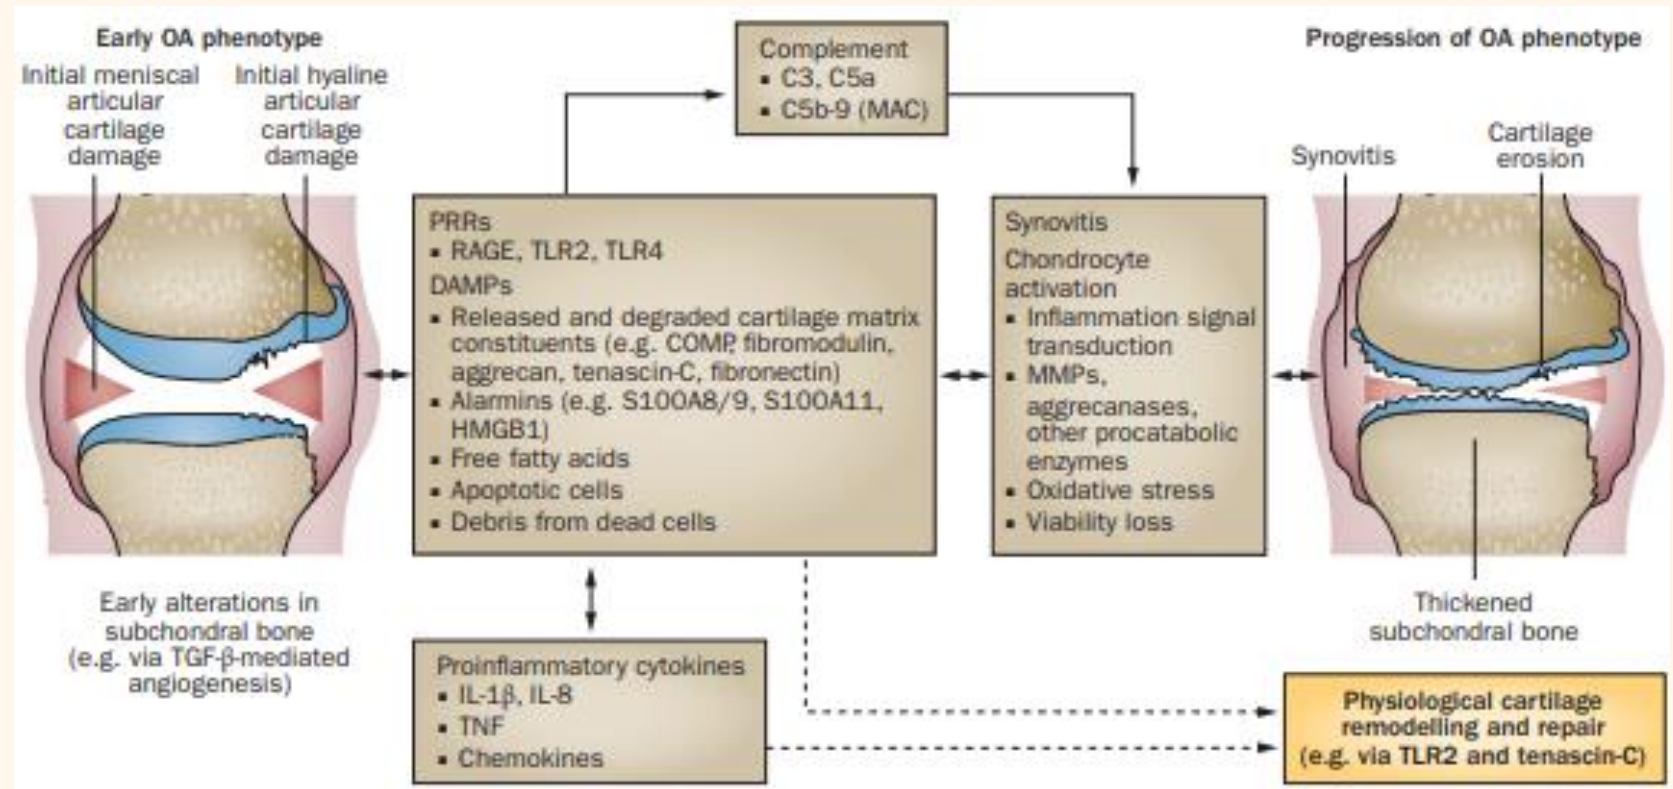 Early OA phenotype
Initial meniscal
articular
cartilage
damage
Initial hyaline
articular
cartilage
damage
Early alterations in
subchondral bone
(e.g. via TGF-β-mediated
angiogenesis)
Complement
▪ C3, C5a
▪ C5b-9 (MAC)
PRRs
▪ RAGE, TLR2, TLR4
DAMPs
▪ Released and degraded cartilage matrix
constituents (e.g. COMP, fibromodulin,
aggrecan, tenascin-C, fibronectin)
▪ Alarmins (e.g. S100A8/9, S100A11,
HMGB1)
▪ Free fatty acids
▪ Apoptotic cells
▪ Debris from dead cells
Proinflammatory cytokines
▪ IL-1β, IL-8
▪ TNF
▪ Chemokines
Synovitis
Chondrocyte
activation
▪ Inflammation signal
transduction
▪ MMPs,
aggrecanases,
other procatabolic
enzymes
▪ Oxidative stress
▪ Viability loss
Progression of OA phenotype
Synovitis
Cartilage
erosion
Thickened
subchondral bone
Physiological cartilage
remodelling and repair
(e.g. via TLR2 and tenascin-C)